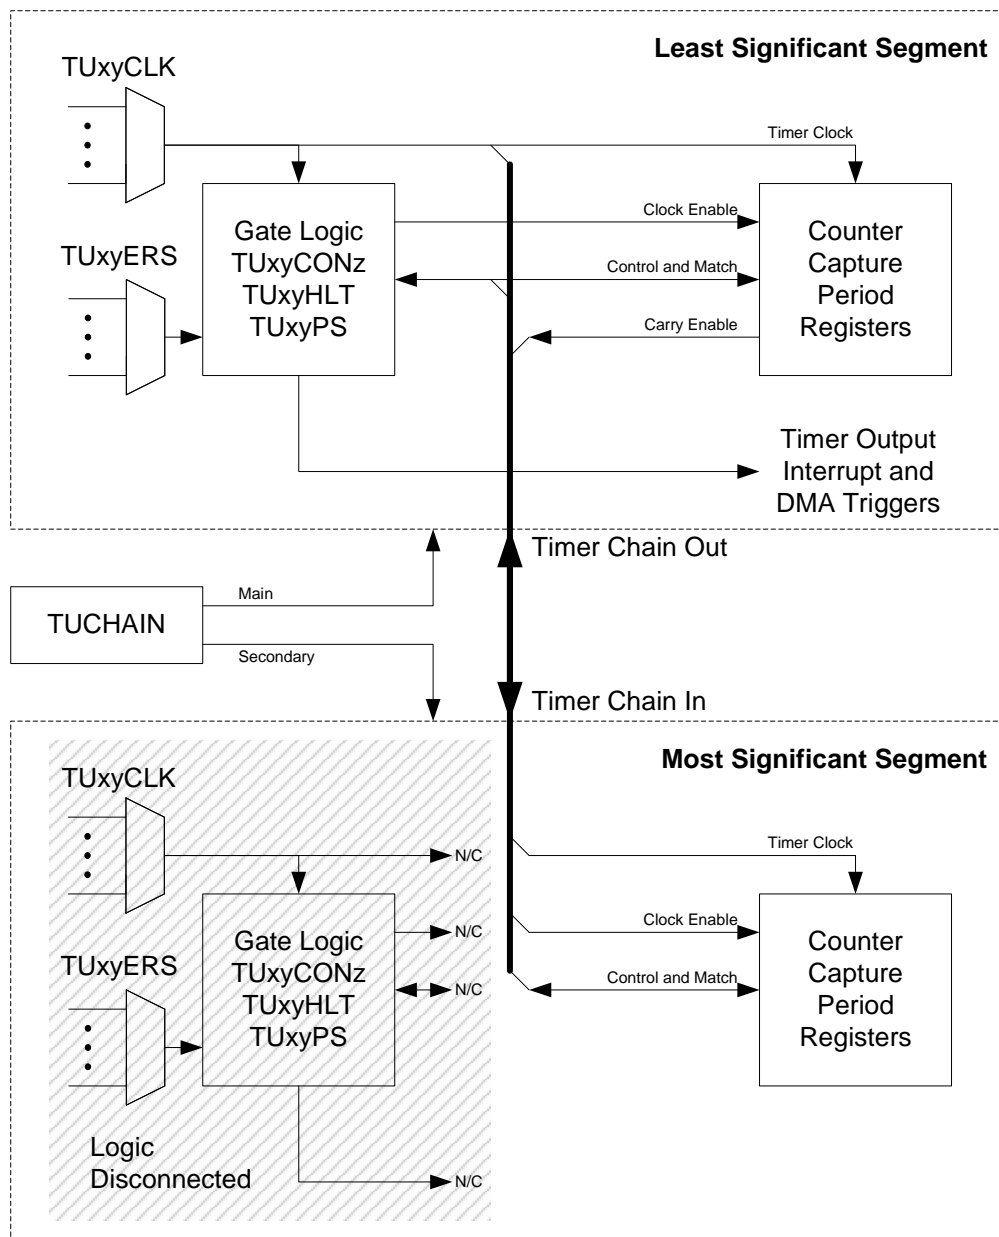 Least Significant Segment
TUxyCLK
Timer Clock
Gate Logic
TUxyCONz
TUxyHLT
TUxyPS
Clock Enable
Control and Match
Carry Enable
Counter
Capture
Period
Registers
TUxyERS
Timer Output
Interrupt and
DMA Triggers
Timer Chain Out
TUCHAIN
Main
Secondary
Timer Chain In
Most Significant Segment
TUxyCLK
N/C
Timer Clock
Gate Logic
TUxyCONz
TUxyHLT
TUxyPS
N/C
N/C
Clock Enable
Control and Match
Counter
Capture
Period
Registers
TUxyERS
Logic
Disconnected
N/C